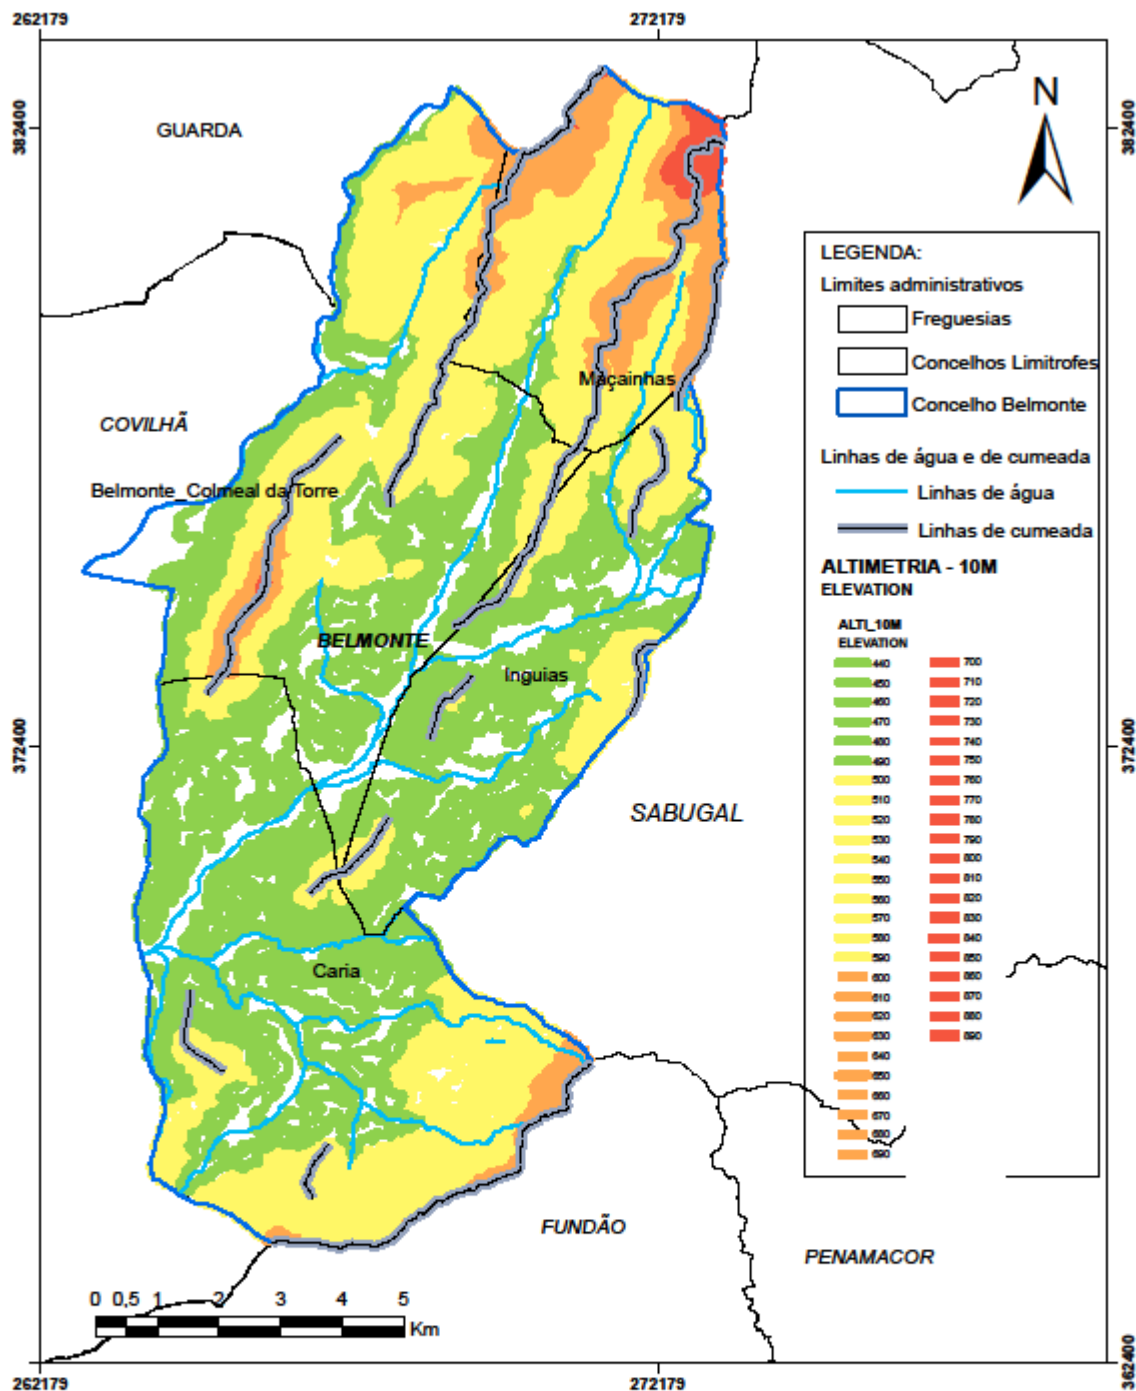 262179
272179
382400
382400
GUARDA
N
LEGENDA:
Limites administrativos
Freguesias
Concelhos Limitrofes
Concelho Belmonte
Linhas de água e de cumeada
Linhas de água
Linhas de cumeada
ALTIMETRIA - 10M
ELEVATION
ALTI_10M
ELEVATION
440
450
460
470
480
490
500
510
520
530
540
550
560
570
580
590
600
610
620
630
640
650
660
670
680
690
700
710
720
730
740
750
760
770
780
790
800
810
820
830
840
850
860
870
880
890
Maçainhas
COVILHÃ
Belmonte_Colmeal da Torre
BELMONTE
Inguias
372400
372400
SABUGAL
Caria
FUNDÃO
PENAMACOR
0 0,5 1 2 3 4 5
Km
362400
262179
272179